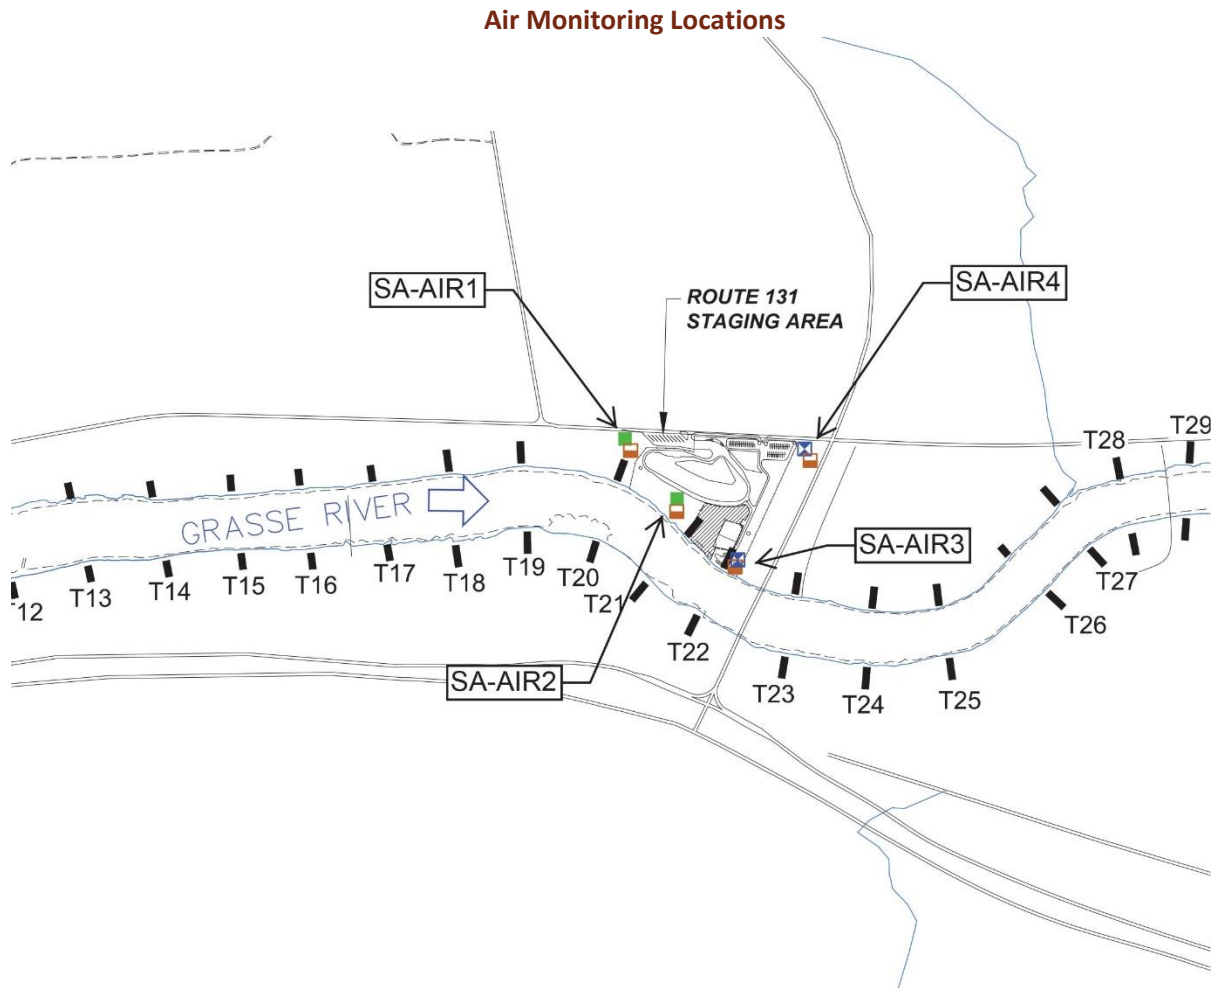 Air Monitoring Locations
SA-AIR1
SA-AIR4
ROUTE 131
STAGING AREA
T28
T29
GRASSE RIVER
SA-AIR3
T12
T13
T14
T15
T16
T17
T18
T19
T20
T21
T22
T23
T24
T25
T26
T27
SA-AIR2